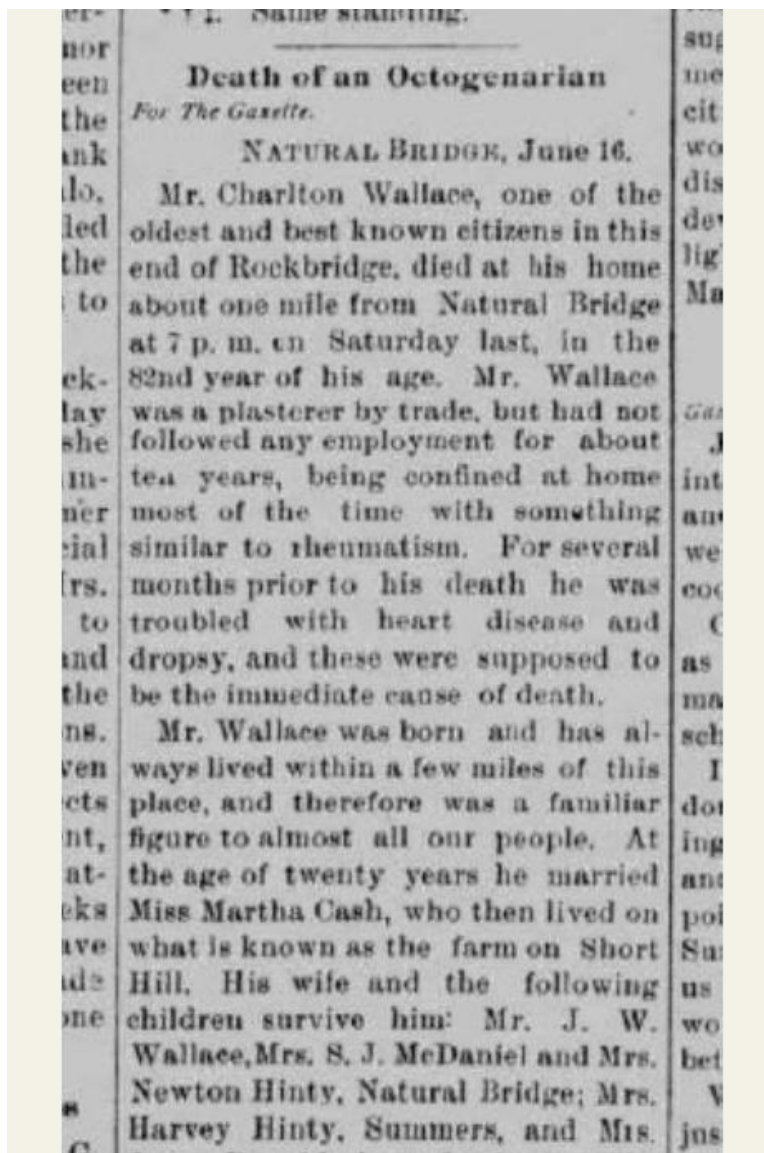 Same standing.
Death of an Octogenarian
For The Gazette.
NATURAL BRIDGE, June 16.
Mr. Charlton Wallace, one of the
oldest and best known citizens in this
end of Rockbridge, died at his home
about one mile from Natural Bridge
at 7 p. m. on Saturday last, in the
82nd year of his age. Mr. Wallace
was a plasterer by trade, but had not
followed any employment for about
ten years, being confined at home
most of the time with something
similar to rheumatism. For several
months prior to his death he was
troubled with heart disease and
dropsy, and these were supposed to
be the immediate cause of death.
Mr. Wallace was born and has al-
ways lived within a few miles of this
place, and therefore was a familiar
figure to almost all our people. At
the age of twenty years he married
Miss Martha Cash, who then lived on
what is known as the farm on Short
Hill. His wife and the following
children survive him: Mr. J. W.
Wallace, Mrs. S. J. McDaniel and Mrs.
Newton Hinty, Natural Bridge; Mrs.
Harvey Hinty, Summers, and Mrs.